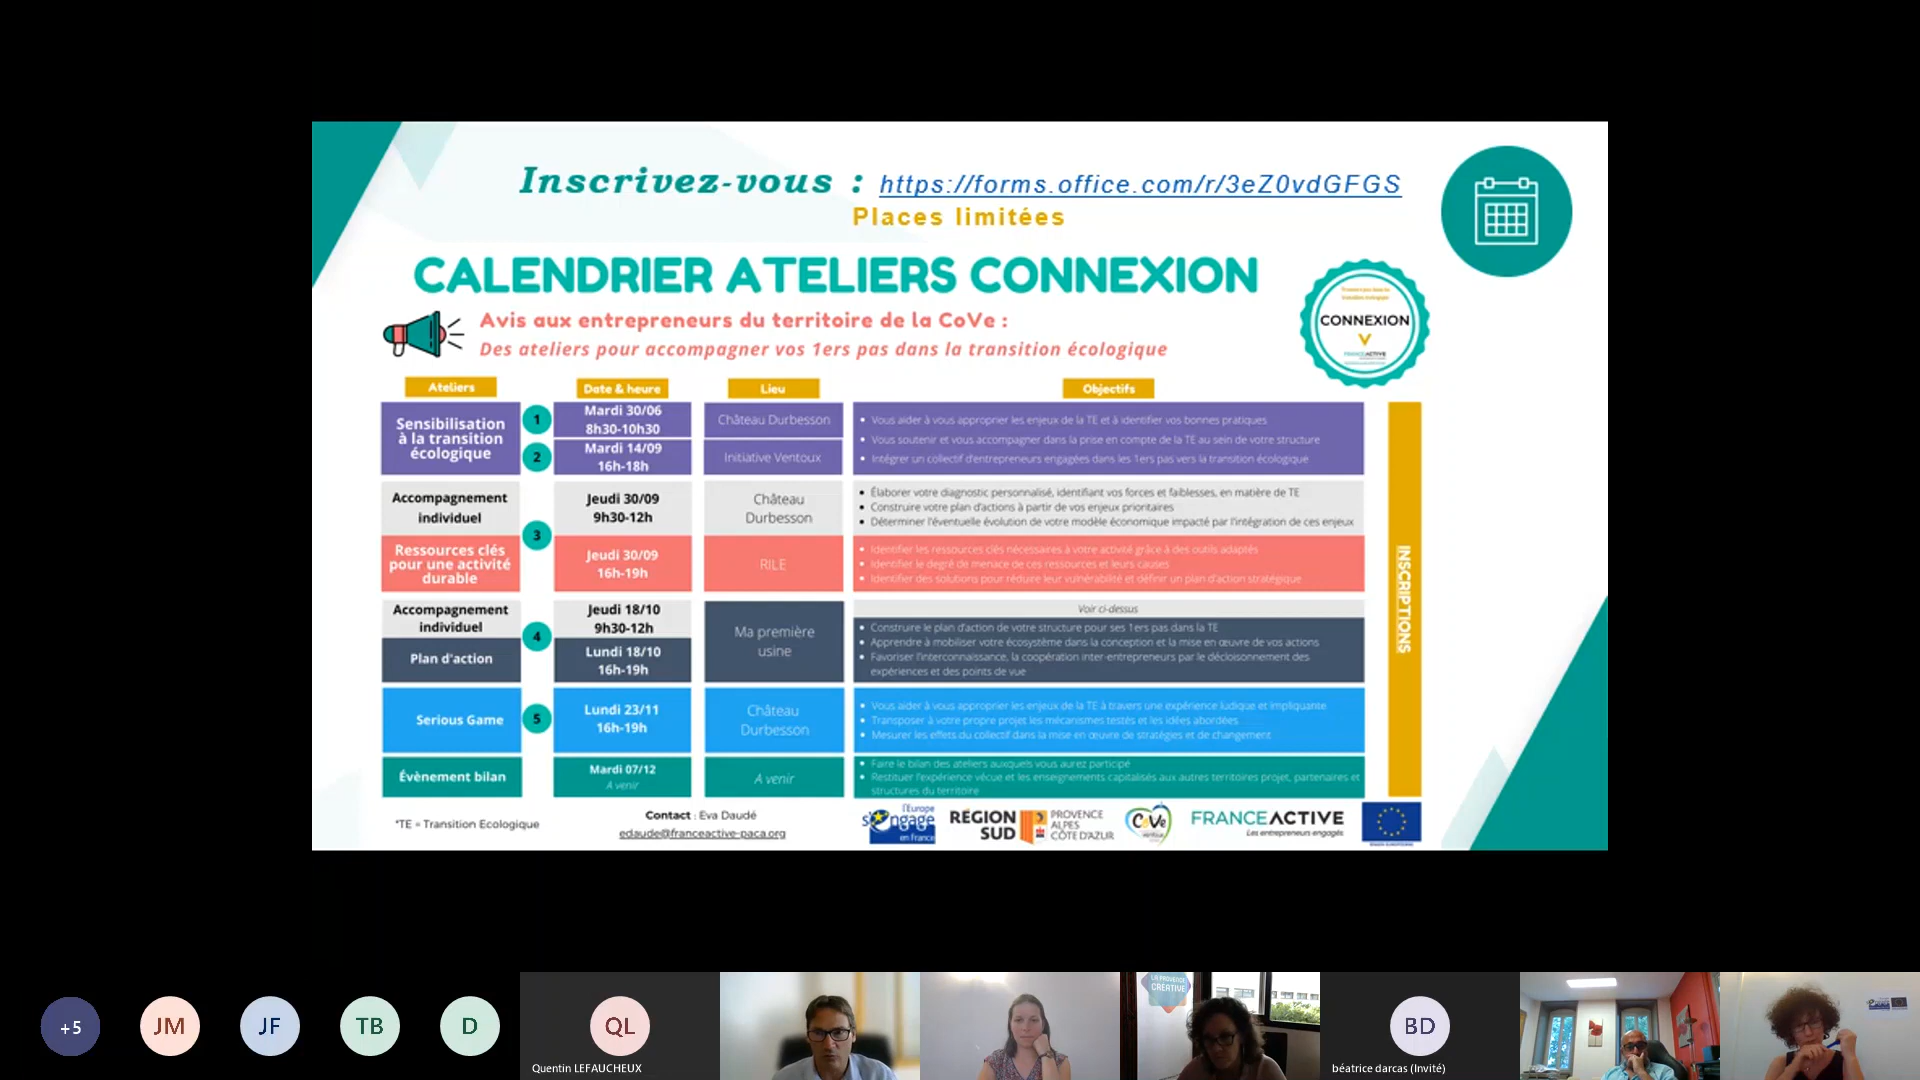 Inscrivez-vous : https://forms.office.com/r/3eZ0vdGFGS
Places limitées
CALENDRIER ATELIERS CONNEXION
Avis aux entrepreneurs du territoire de la CoVe :
Des ateliers pour accompagner vos 1ers pas dans la transition écologique
CONNEXION
FRANCEACTIVE
Ateliers
Date & heure
Lieu
Objectifs
Sensibilisation
à la transition
écologique
1
Mardi 30/06
8h30-10h30
Château Durbesson
2
Mardi 14/09
16h-18h
Initiative Ventoux
• Vous aider à vous approprier les enjeux de la TE et à identifier vos bonnes pratiques
• Vous soutenir et vous accompagner dans la prise en compte de la TE au sein de votre structure
• Intégrer un collectif d'entrepreneurs engagées dans les 1ers pas vers la transition écologique
Accompagnement
individuel
Jeudi 30/09
9h30-12h
Château
Durbesson
• Élaborer votre diagnostic personnalisé, identifiant vos forces et faiblesses, en matière de TE
• Construire votre plan d'actions à partir de vos enjeux prioritaires
• Déterminer l'éventuelle évolution de votre modèle économique impacté par l'intégration de ces enjeux
3
Ressources clés
pour une activité
durable
Jeudi 30/09
16h-19h
RILE
• Identifier les ressources clés nécessaires à votre activité grâce à des outils adaptés
• Identifier le degré de menace de ces ressources et leurs causes
• Identifier des solutions pour réduire leur vulnérabilité et définir un plan d'action stratégique
Accompagnement
individuel
Jeudi 18/10
9h30-12h
Voir ci-dessus
4
Plan d'action
Lundi 18/10
16h-19h
Ma première
usine
• Construire le plan d'action de votre structure pour ses 1ers pas dans la TE
• Apprendre à mobiliser votre écosystème dans la conception et la mise en œuvre de vos actions
• Favoriser l'interconnaissance, la coopération inter-entrepreneurs par le décloisonnement des
expériences et des points de vue
Serious Game
5
Lundi 23/11
16h-19h
Château
Durbesson
• Vous aider à vous approprier les enjeux de la TE à travers une expérience ludique et impliquante
• Transposer à votre propre projet les mécanismes testés et les idées abordées
• Mesurer les effets du collectif dans la mise en œuvre de stratégies et de changement
Évènement bilan
Mardi 07/12
A venir
A venir
• Faire le bilan des ateliers auxquels vous aurez participé
• Restituer l'expérience vécue et les enseignements capitalisés aux autres territoires projet, partenaires et
structures du territoire
INSCRIPTIONS
*TE = Transition Ecologique
Contact : Eva Daudé
edaude@franceactive-paca.org
l'Europe
s'engage
en France
RÉGION
SUD
PROVENCE
ALPES
CÔTE D'AZUR
CoVe
FRANCEACTIVE
Les entrepreneurs engagés
+5
JM
JF
TB
D
QL
Quentin LEFAUCHEUX
LA PROVENCE
CRÉATIVE
BD
béatrice darcas (Invité)